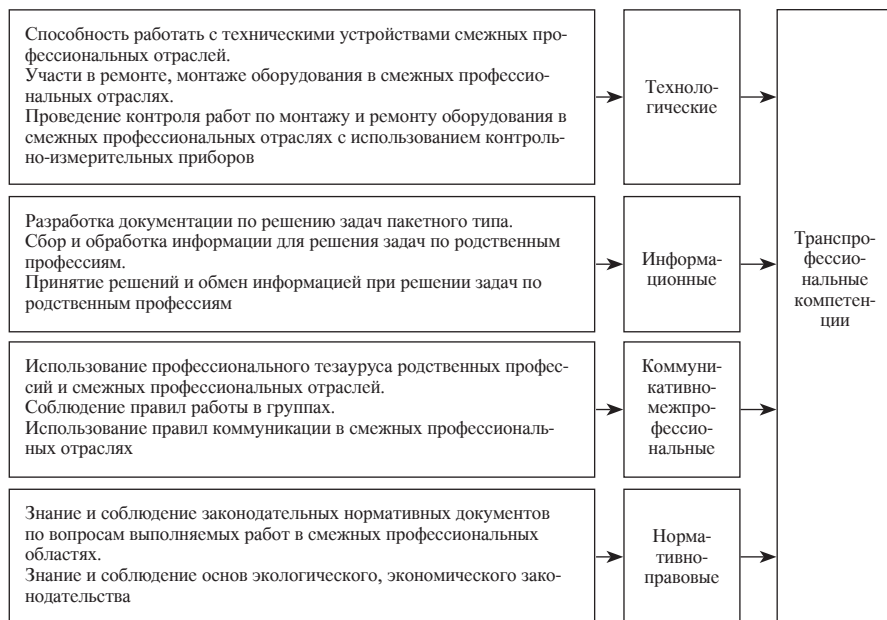 Способность работать с техническими устройствами смежных про-
фессиональных отраслей.
Участи в ремонте, монтаже оборудования в смежных профессио-
нальных отраслях.
Проведение контроля работ по монтажу и ремонту оборудования в
смежных профессиональных отраслях с использованием контроль-
но-измерительных приборов
Техноло-
гические
Разработка документации по решению задач пакетного типа.
Сбор и обработка информации для решения задач по родственным
профессиям.
Принятие решений и обмен информацией при решении задач по
родственным профессиям
Информа-
ционные
Использование профессионального тезауруса родственных профес-
сий и смежных профессиональных отраслей.
Соблюдение правил работы в группах.
Использование правил коммуникации в смежных профессиональ-
ных отраслях
Коммуни-
кативно-
межпро-
фессио-
нальные
Знание и соблюдение законодательных нормативных документов
по вопросам выполняемых работ в смежных профессиональных
областях.
Знание и соблюдение основ экологического, экономического зако-
нодательства
Норма-
тивно-
правовые
Транспро-
фессио-
нальные
компетен-
ции